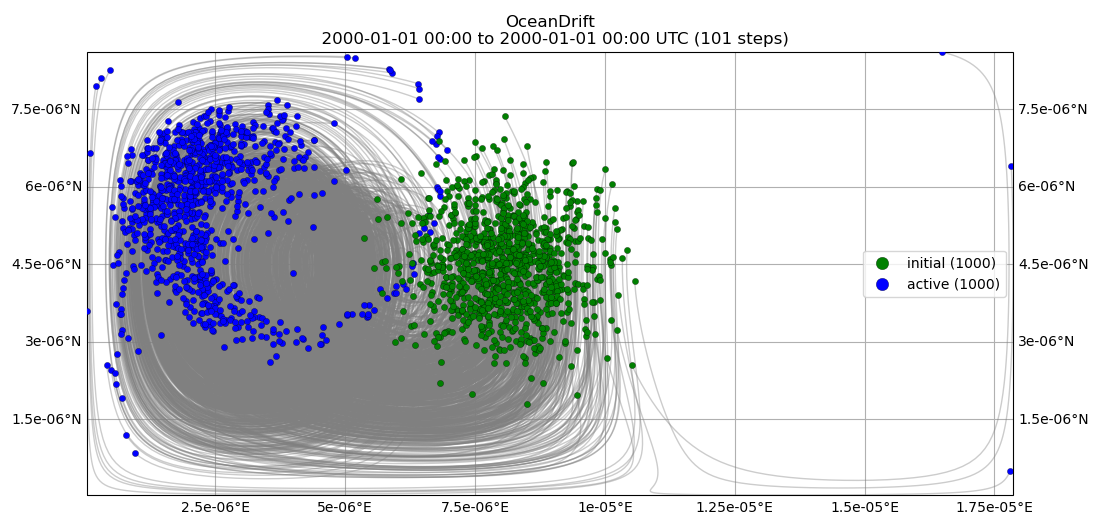 OceanDrift
2000-01-01 00:00 to 2000-01-01 00:00 UTC (101 steps)
7.5e-06°N
7.5e-06°N
6e-06°N
6e-06°N
4.5e-06°N
4.5e-06°N
3e-06°N
3e-06°N
1.5e-06°N
1.5e-06°N
initial (1000)
active (1000)
2.5e-06°E
5e-06°E
7.5e-06°E
1e-05°E
1.25e-05°E
1.5e-05°E
1.75e-05°E